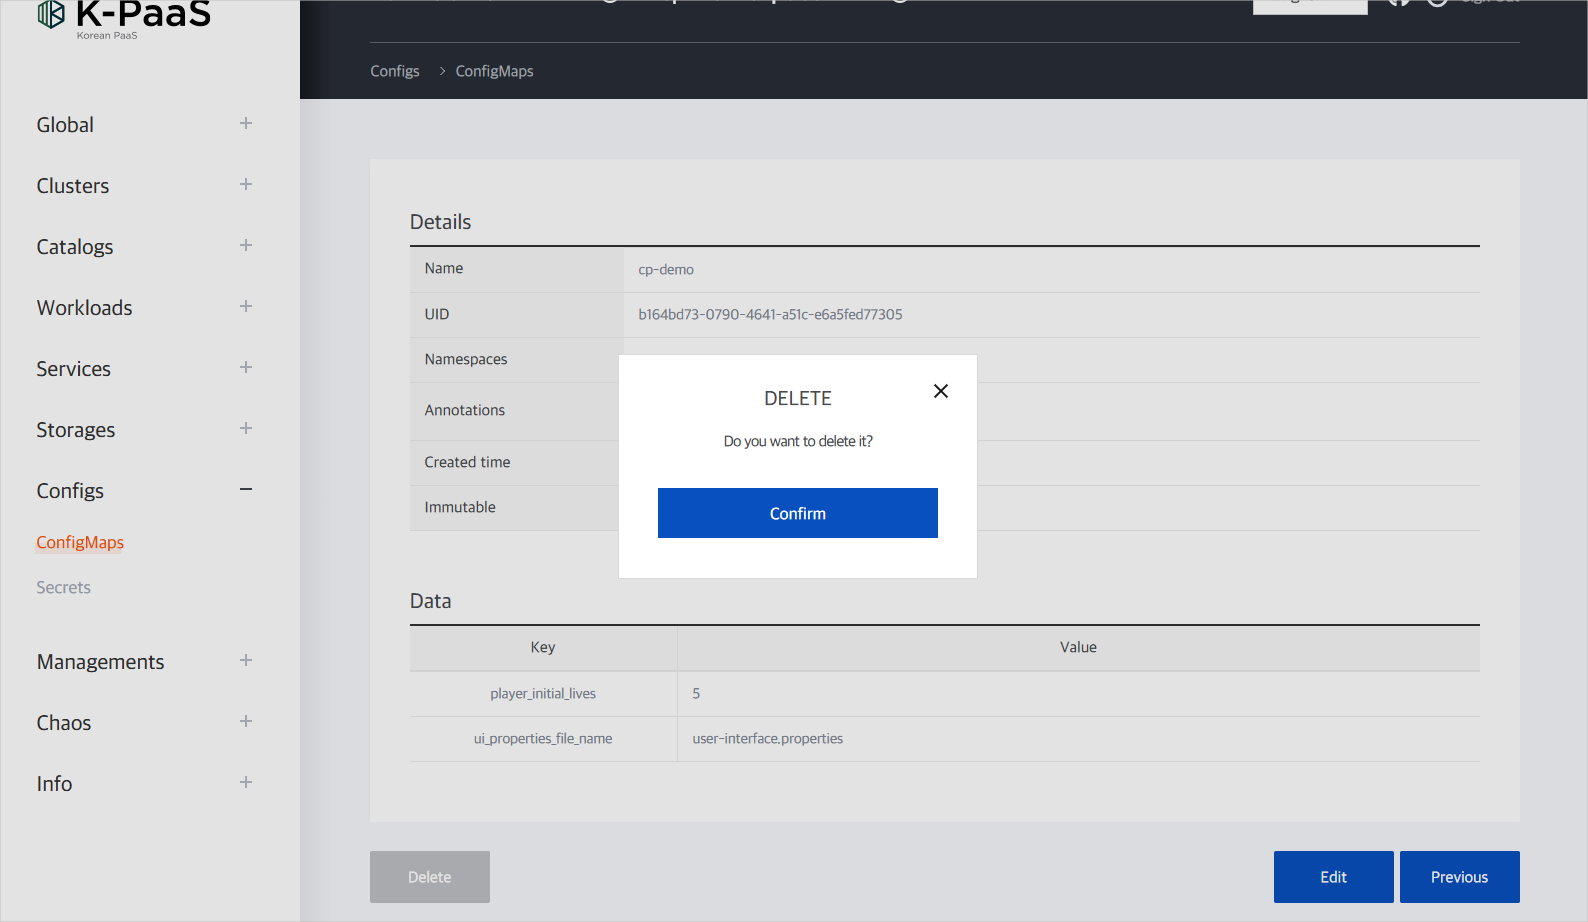 K-PaaS
Korean PaaS
Global
Clusters
Catalogs
Workloads
Services
Storages
Configs
ConfigMaps
Secrets
Managements
Chaos
Info
Configs > ConfigMaps
Details
Name cp-demo
UID b164bd73-0790-4641-a51c-e6a5fed77305
Namespaces
Annotations
Created time
Immutable
DELETE
Do you want to delete it?
Confirm
Data
Key Value
player_initial_lives 5
ui_properties_file_name user-interface.properties
Delete
Edit
Previous